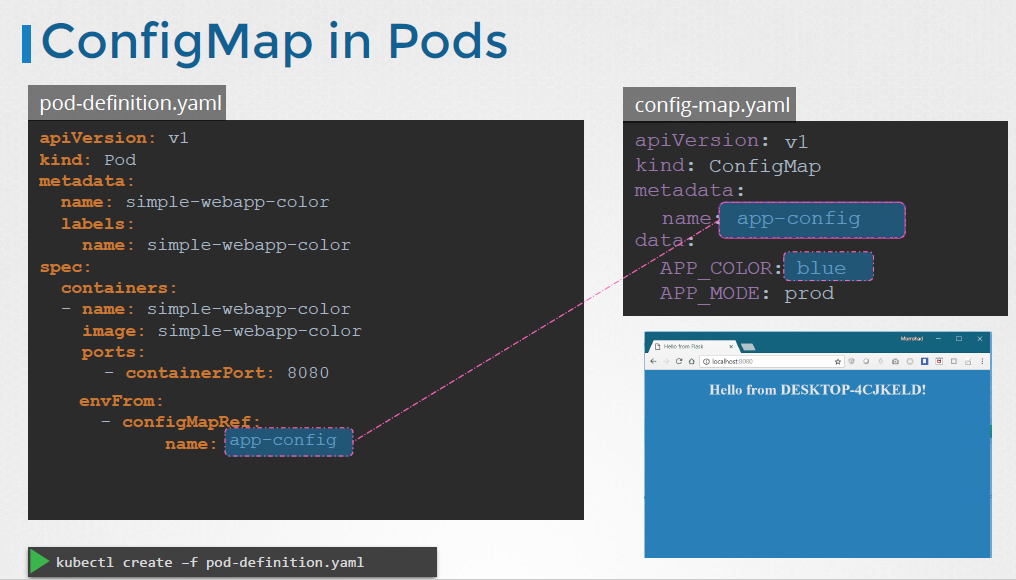 ConfigMap in Pods
pod-definition.yaml
apiVersion: v1
kind: Pod
metadata:
  name: simple-webapp-color
  labels:
    name: simple-webapp-color
spec:
  containers:
  - name: simple-webapp-color
    image: simple-webapp-color
    ports:
      - containerPort: 8080
    envFrom:
      - configMapRef:
            name: app-config
kubectl create –f pod-definition.yaml
config-map.yaml
apiVersion: v1
kind: ConfigMap
metadata:
  name: app-config
data:
  APP_COLOR: blue
  APP_MODE: prod
Mumshad
Hello from Flask
localhost:8080
Hello from DESKTOP-4CJKELD!